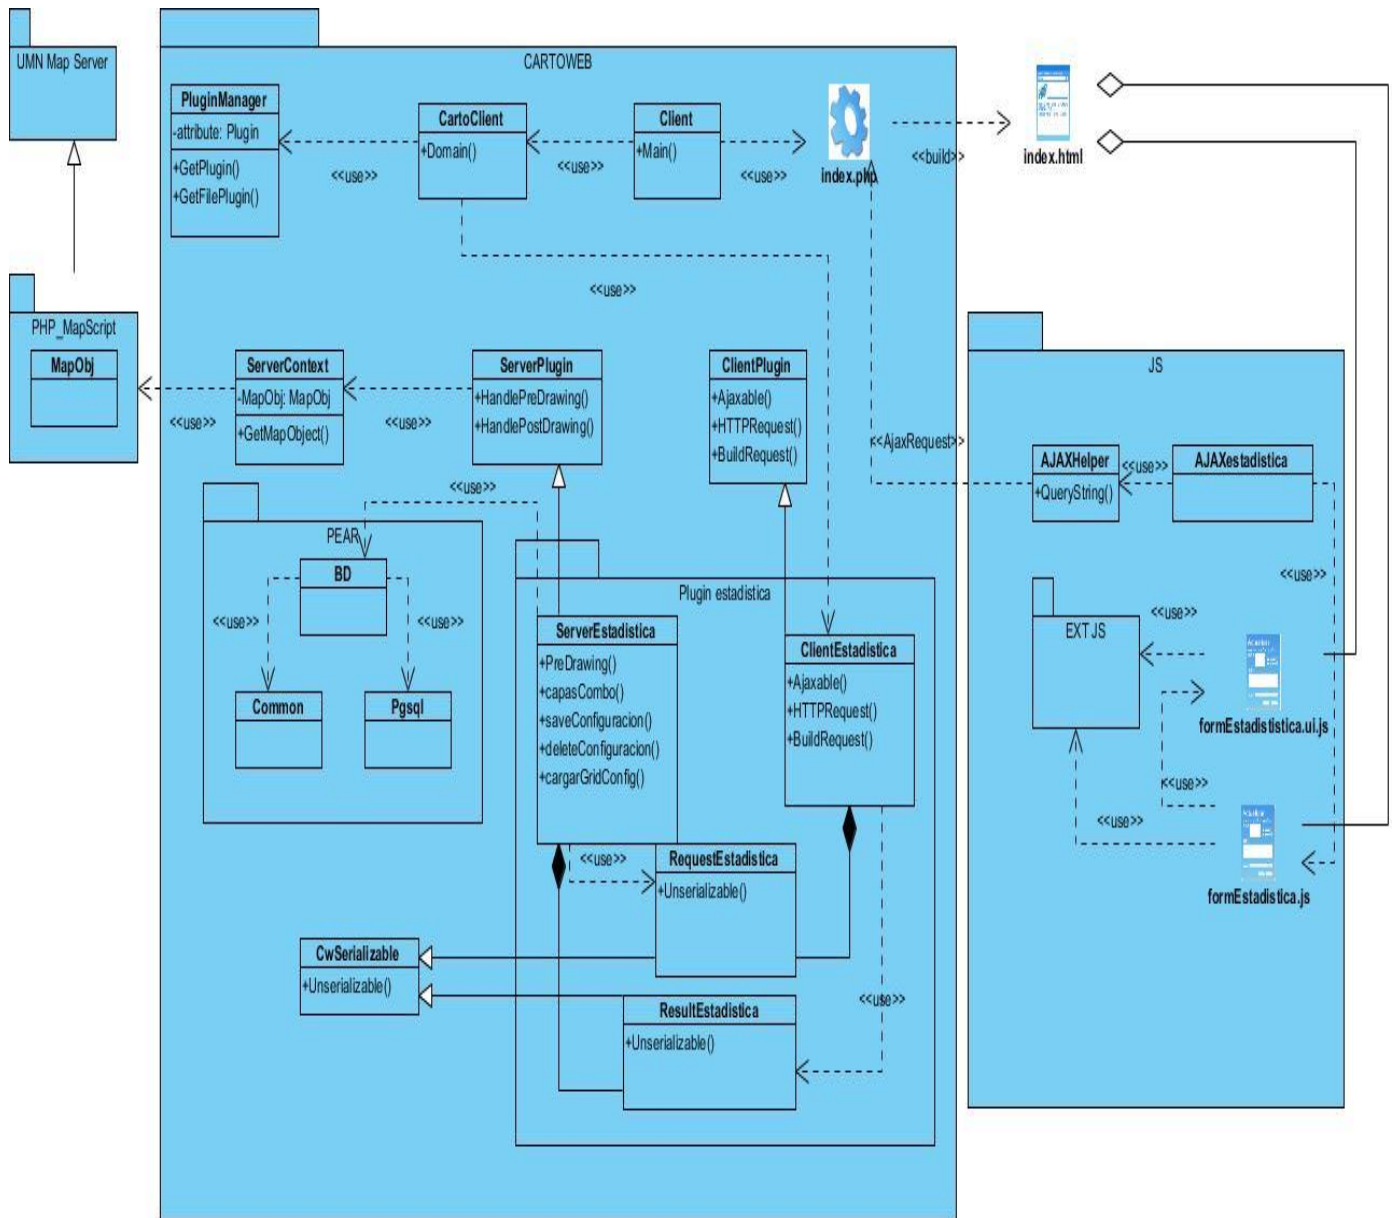 UMN Map Server
CARTOWEB
PluginManager
-attribute: Plugin
+GetPlugin()
+GetFilePlugin()
<<use>>
CartoClient
+Domain()
<<use>>
Client
+Main()
<<use>>
index.php
<<build>>
index.html
<<use>>
PHP_MapScript
MapObj
<<use>>
ServerContext
-MapObj: MapObj
+GetMapObject()
<<use>>
ServerPlugin
+HandlePreDrawing()
+HandlePostDrawing()
ClientPlugin
+Ajaxable()
+HTTPRequest()
+BuildRequest()
<<AjaxRequest>>
JS
AJAXHelper
+QueryString()
<<use>>
AJAXestadistica
<<use>>
<<use>>
PEAR
BD
<<use>>
<<use>>
Common
Pgsql
Plugin estadistica
ServerEstadistica
+PreDrawing()
+capasCombo()
+saveConfiguracion()
+deleteConfiguracion()
+cargarGridConfig()
ClientEstadistica
+Ajaxable()
+HTTPRequest()
+BuildRequest()
EXT JS
<<use>>
formEstadististica.ui.js
<<use>>
<<use>>
formEstadistica.js
<<use>>
RequestEstadistica
+Unserializable()
CwSerializable
+Unserializable()
<<use>>
ResultEstadistica
+Unserializable()